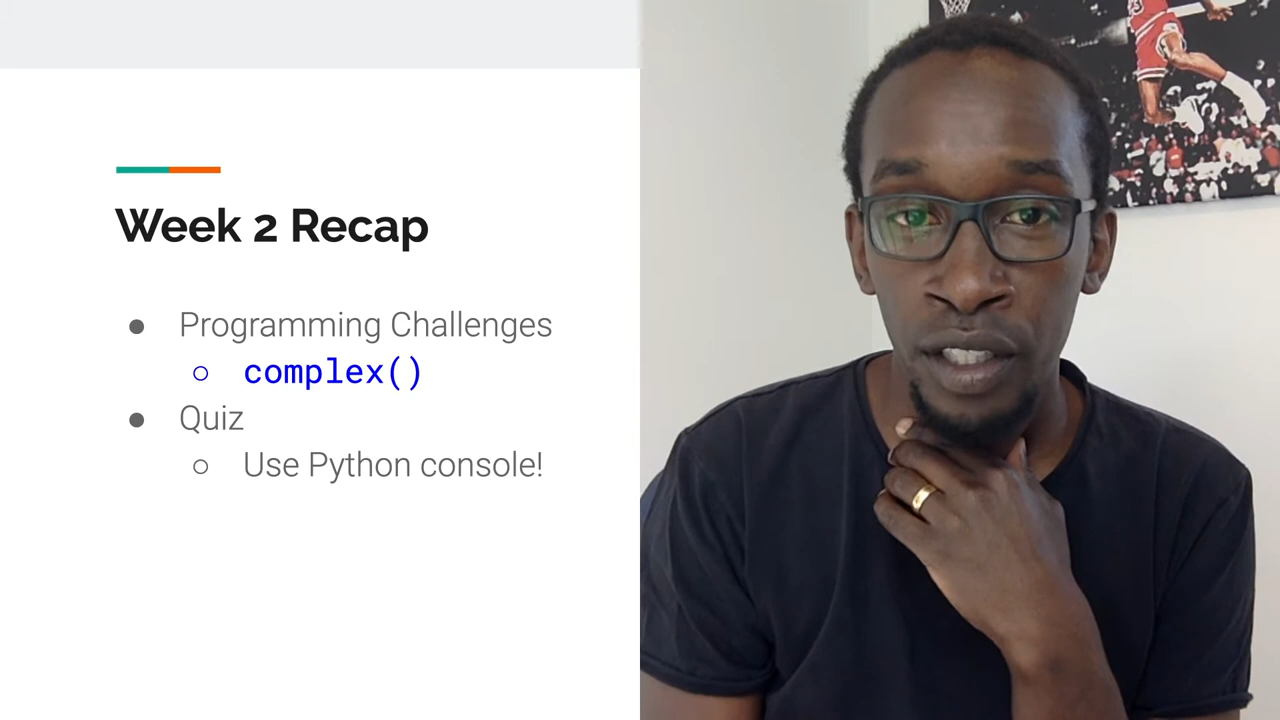 Week 2 Recap
● Programming Challenges
○ complex()
● Quiz
○ Use Python console!